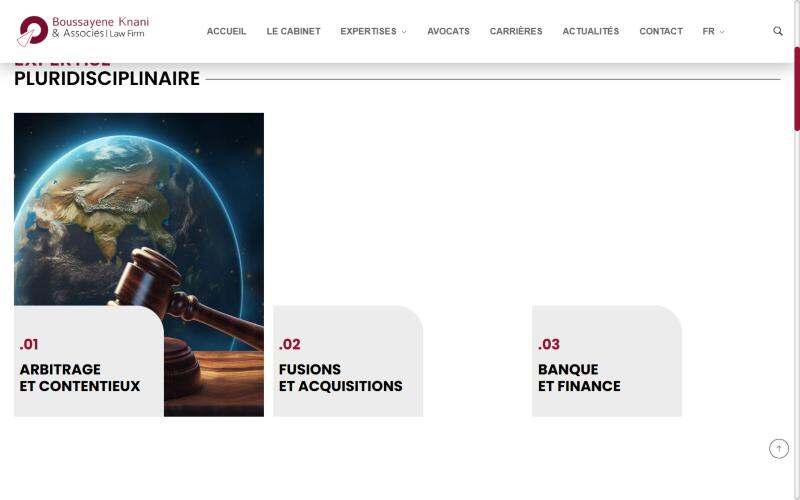 Boussayene Knani
& Associés | Law Firm
ACCUEIL
LE CABINET
EXPERTISES
AVOCATS
CARRIÈRES
ACTUALITÉS
CONTACT
FR
PLURIDISCIPLINAIRE
.01
ARBITRAGE
ET CONTENTIEUX
.02
FUSIONS
ET ACQUISITIONS
.03
BANQUE
ET FINANCE